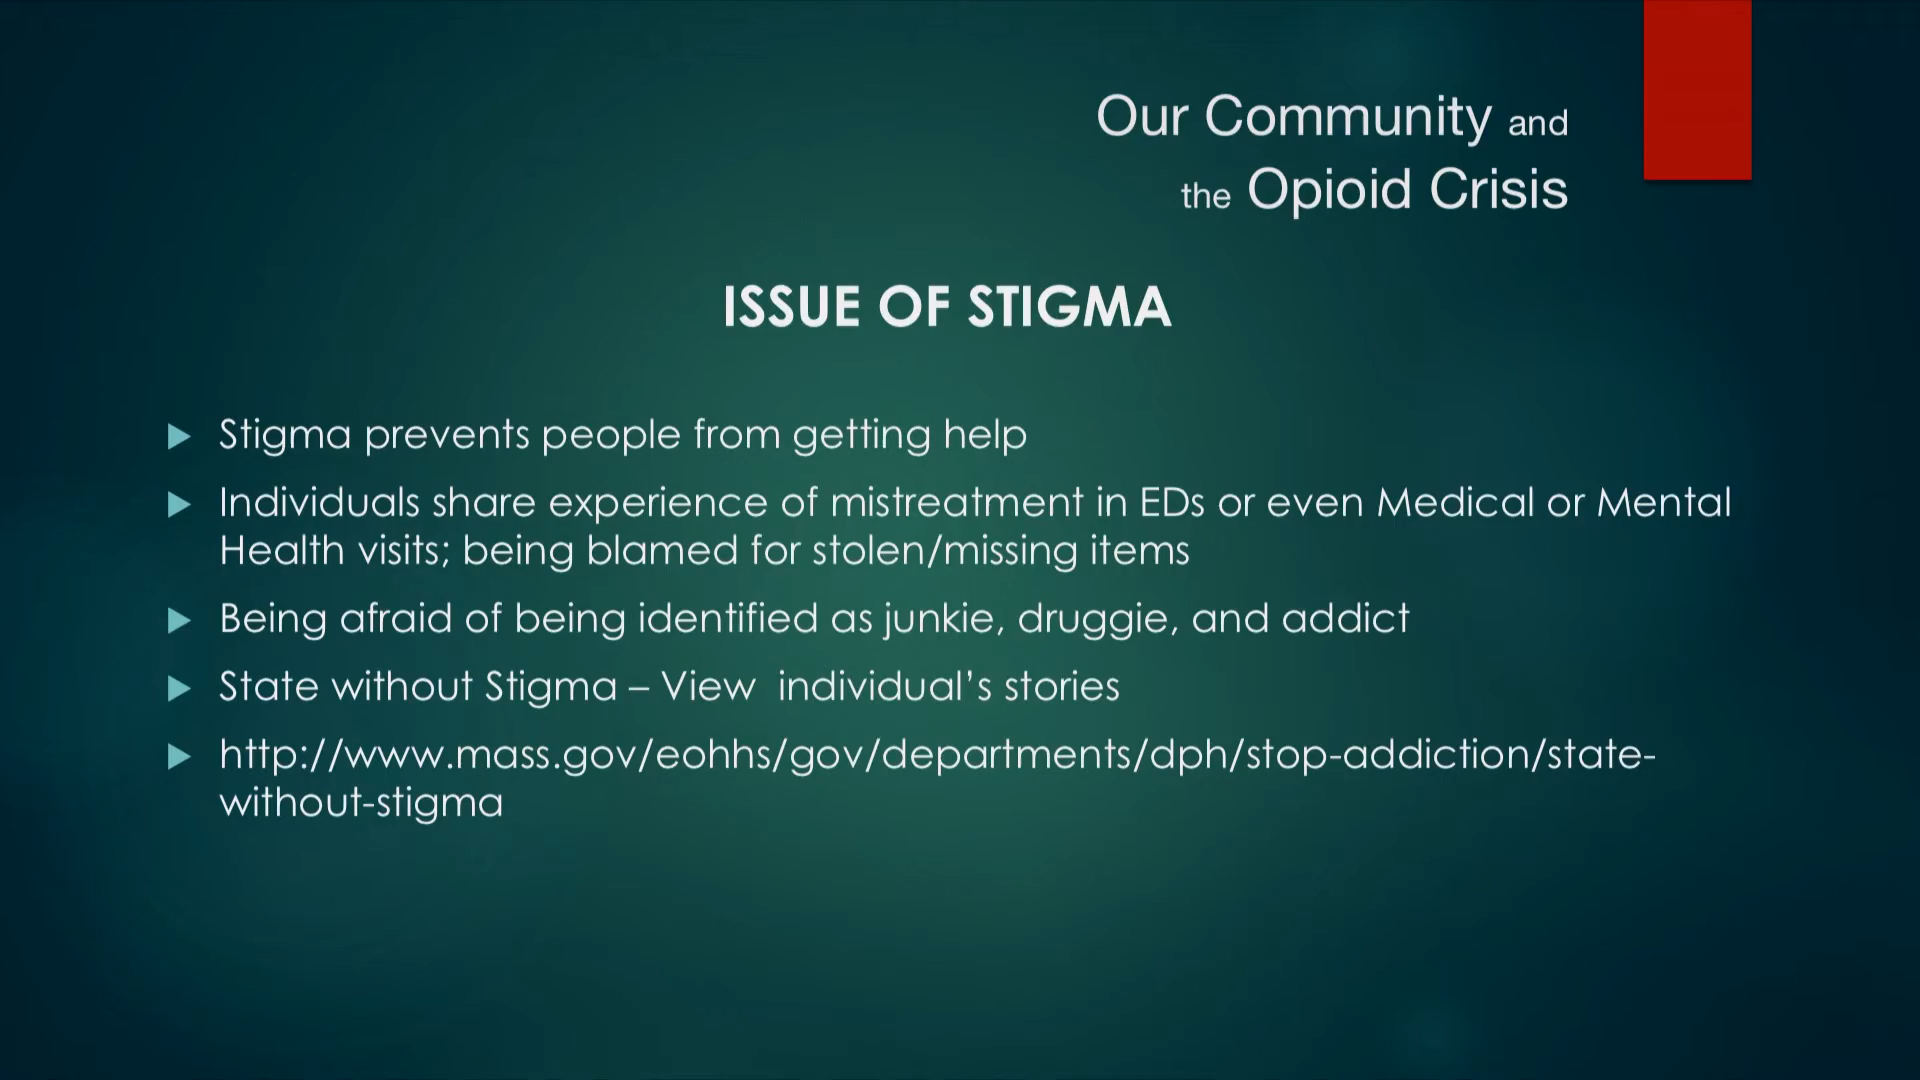 Our Community and
the Opioid Crisis
ISSUE OF STIGMA
Stigma prevents people from getting help
Individuals share experience of mistreatment in EDs or even Medical or Mental
Health visits; being blamed for stolen/missing items
Being afraid of being identified as junkie, druggie, and addict
State without Stigma – View  individual’s stories
http://www.mass.gov/eohhs/gov/departments/dph/stop-addiction/state-
without-stigma